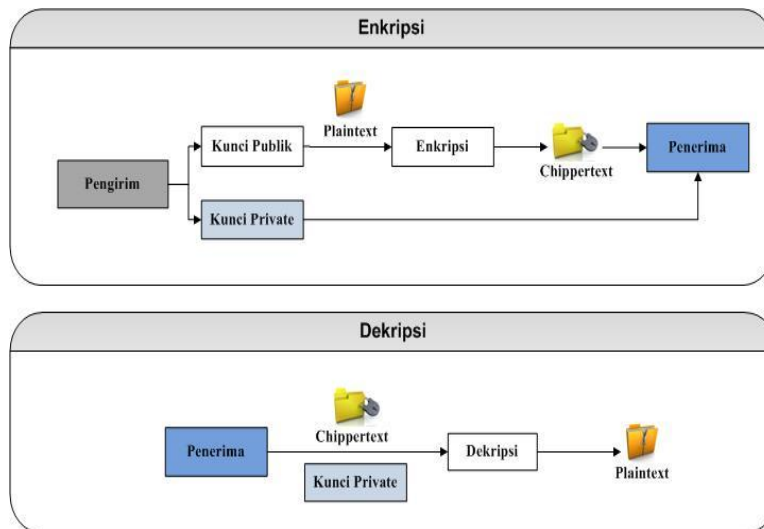 Enkripsi
Plaintext
Kunci Publik
Enkripsi
Chippertext
Penerima
Pengirim
Kunci Private
Dekripsi
Chippertext
Penerima
Kunci Private
Dekripsi
Plaintext